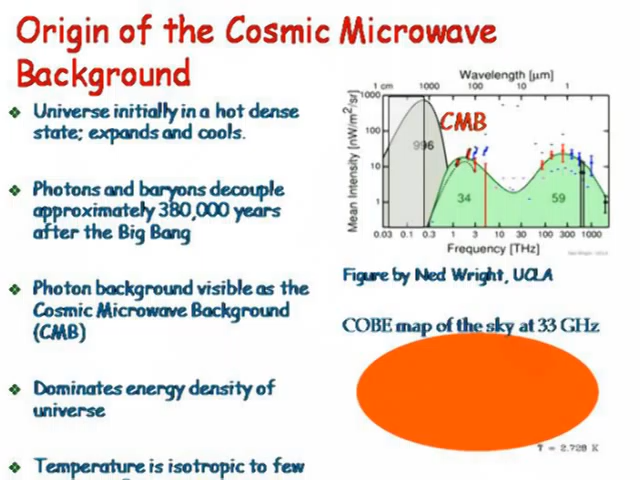 Origin of the Cosmic Microwave
Background
❖ Universe initially in a hot dense
state; expands and cools.
❖ Photons and baryons decouple
approximately 380,000 years
after the Big Bang
❖ Photon background visible as the
Cosmic Microwave Background
(CMB)
❖ Dominates energy density of
universe
❖ Temperature is isotropic to few
Wavelength [μm]
1 cm 1000 100 10 1
Mean Intensity [nW/m²/sr]
1000
100
10
1
CMB
996
34
59
0.03 0.1 0.3 1 3 10 30 100 300 1000
Frequency [THz]
Figure by Ned Wright, UCLA
COBE map of the sky at 33 GHz
T = 2.728 K